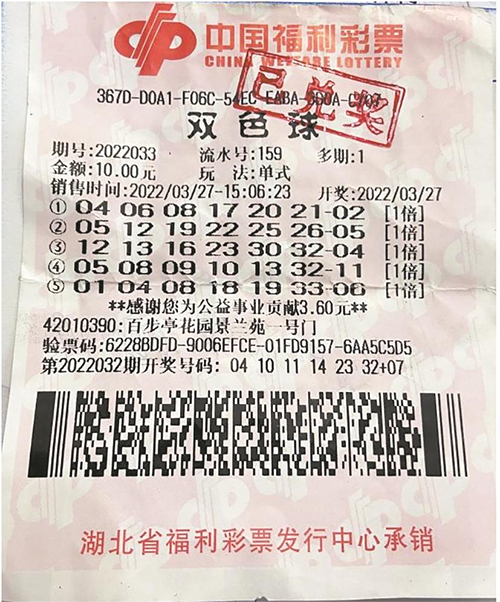 中国福利彩票
CHINA WELFARE LOTTERY
已兑奖
367D-D0A1-F06C-54EC-EABA-
双色球
期号:2022033 流水号:159 多期:1
金额:10.00元 玩 法:单式
销售时间:2022/03/27-15:06:23 开奖:2022/03/27
① 04 06 08 17 20 21-02 [1倍]
② 05 12 19 22 25 26-05 [1倍]
③ 12 13 16 23 30 32-04 [1倍]
④ 05 08 09 10 13 32-11 [1倍]
⑤ 01 04 08 18 19 33-06 [1倍]
**感谢您为公益事业贡献3.60元**
42010390:百步亭花园景兰苑一号门
验票码:6228BDFD-9006EFCE-01FD9157-6AA5C5D5
第2022032期开奖号码: 04 10 11 14 23 32+07
湖北省福利彩票发行中心承销